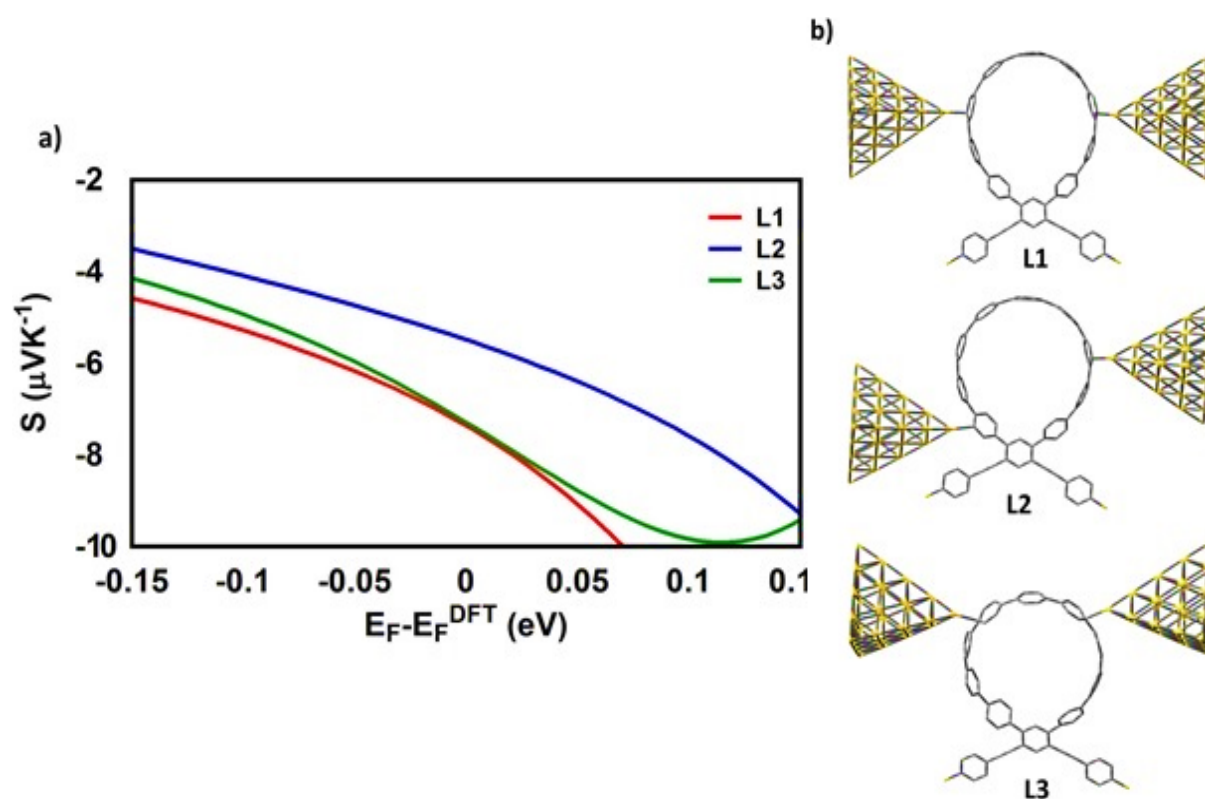 a)
S (μVK⁻¹)
-2
-4
-6
-8
-10
L1
L2
L3
-0.15
-0.1
-0.05
0
0.05
0.1
0.1
E_F-E_F^DFT (eV)
b)
L1
L2
L3